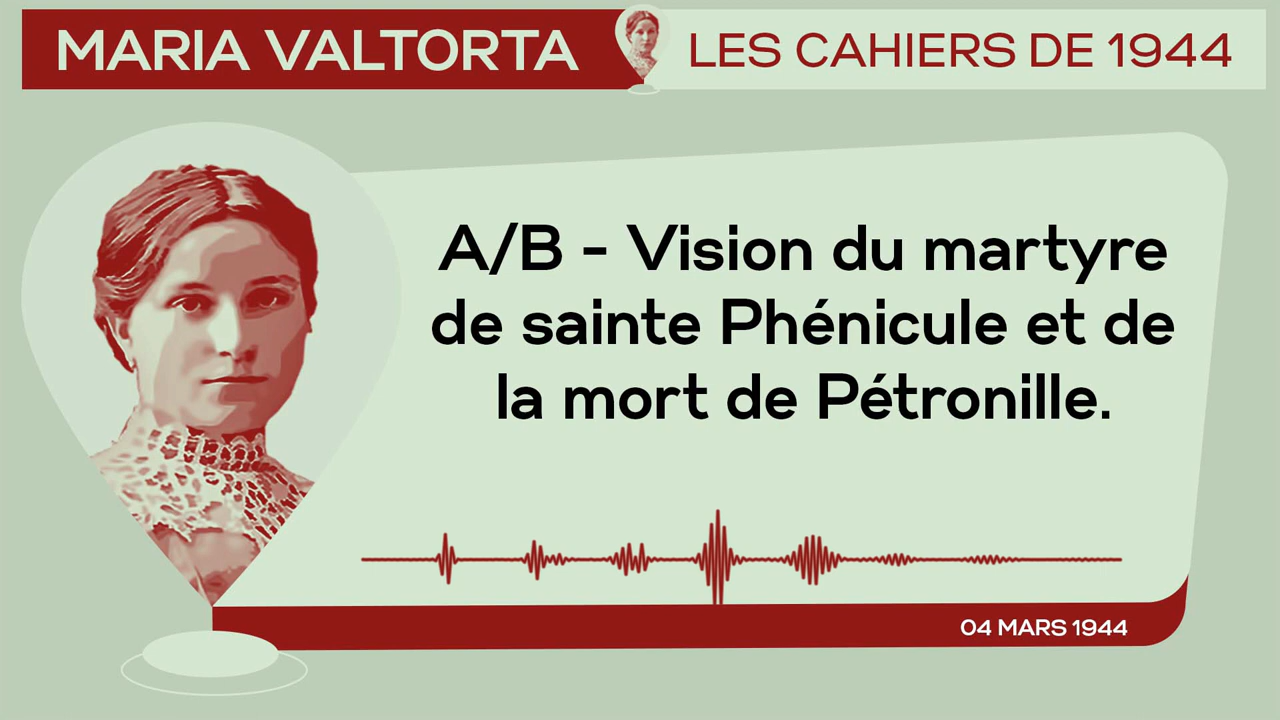 MARIA VALTORTA
LES CAHIERS DE 1944
A/B - Vision du martyre
de sainte Phénicule et de
la mort de Pétronille.
04 MARS 1944